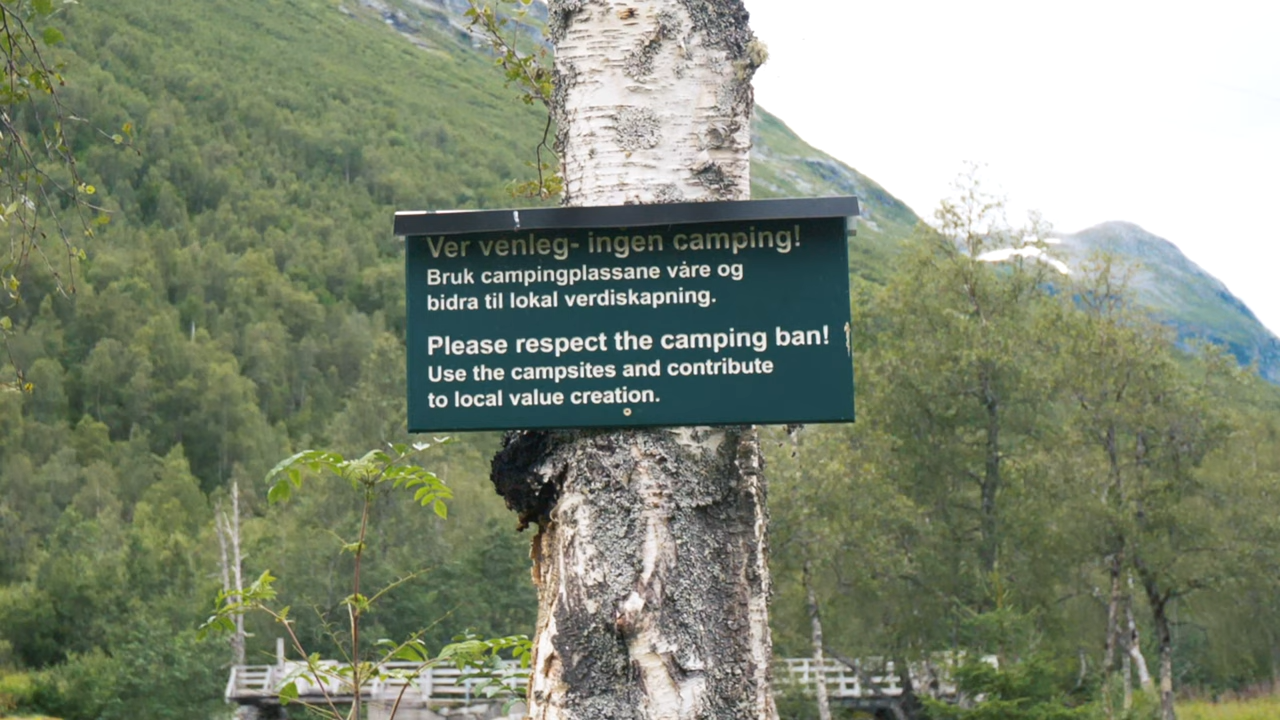 Ver venleg- ingen camping!
Bruk campingplassane våre og
bidra til lokal verdiskapning.
Please respect the camping ban!
Use the campsites and contribute
to local value creation.